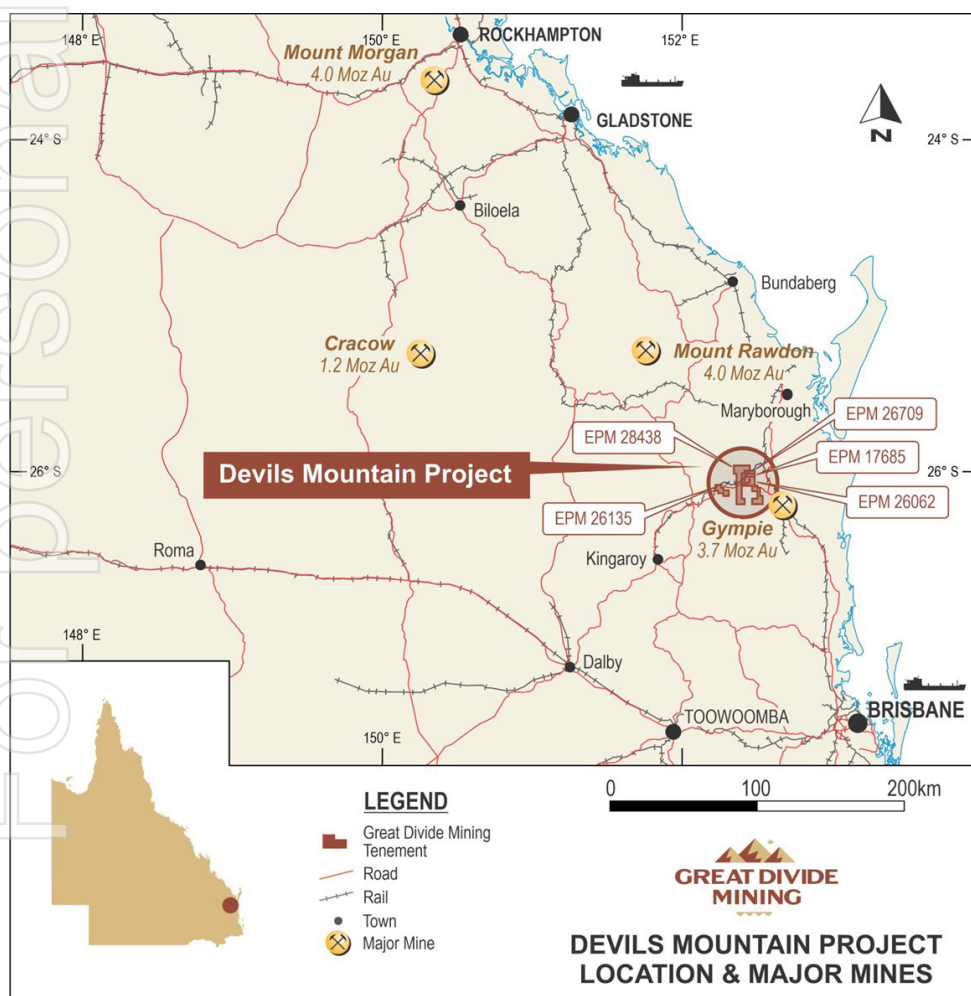 For personal
148° E
150° E
152° E
ROCKHAMPTON
Mount Morgan
4.0 Moz Au
GLADSTONE
N
24° S
24° S
Biloela
Bundaberg
Cracow
1.2 Moz Au
Mount Rawdon
4.0 Moz Au
Maryborough
EPM 26709
EPM 28438
EPM 17685
26° S
26° S
Devils Mountain Project
EPM 26062
EPM 26135
Gympie
3.7 Moz Au
Roma
Kingaroy
148° E
Dalby
BRISBANE
TOOWOOMBA
150° E
152° E
0 100 200km
LEGEND
Great Divide Mining
Tenement
Road
Rail
Town
Major Mine
GREAT DIVIDE
MINING
DEVILS MOUNTAIN PROJECT
LOCATION & MAJOR MINES